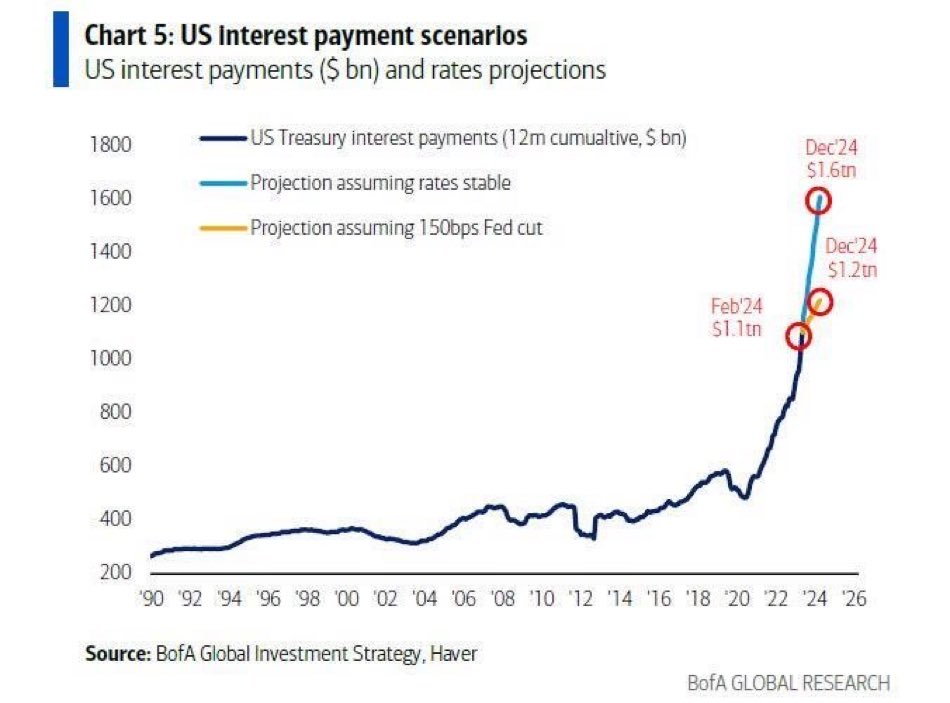 Chart 5: US interest payment scenarios
US interest payments ($ bn) and rates projections
1800
1600
1400
1200
1000
800
600
400
200
US Treasury interest payments (12m cumualtive, $ bn)
Projection assuming rates stable
Projection assuming 150bps Fed cut
Dec'24
$1.6tn
Dec'24
$1.2tn
Feb'24
$1.1tn
'90 '92 '94 '96 '98 '00 '02 '04 '06 '08 '10 '12 '14 '16 '18 '20 '22 '24 '26
Source: BofA Global Investment Strategy, Haver
BofA GLOBAL RESEARCH